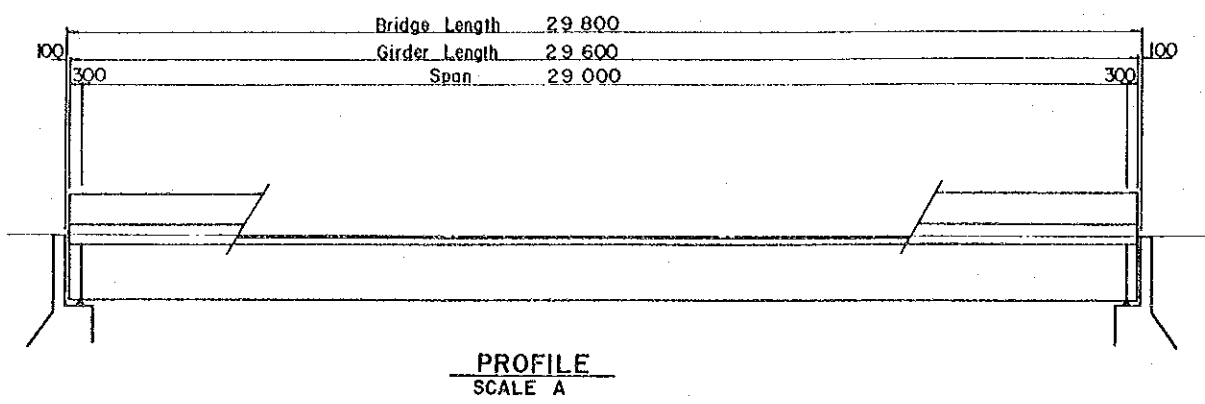 Bridge Length 29 800
100 Girder Length 29 600 100
300 Span 29 000 300
PROFILE
SCALE A